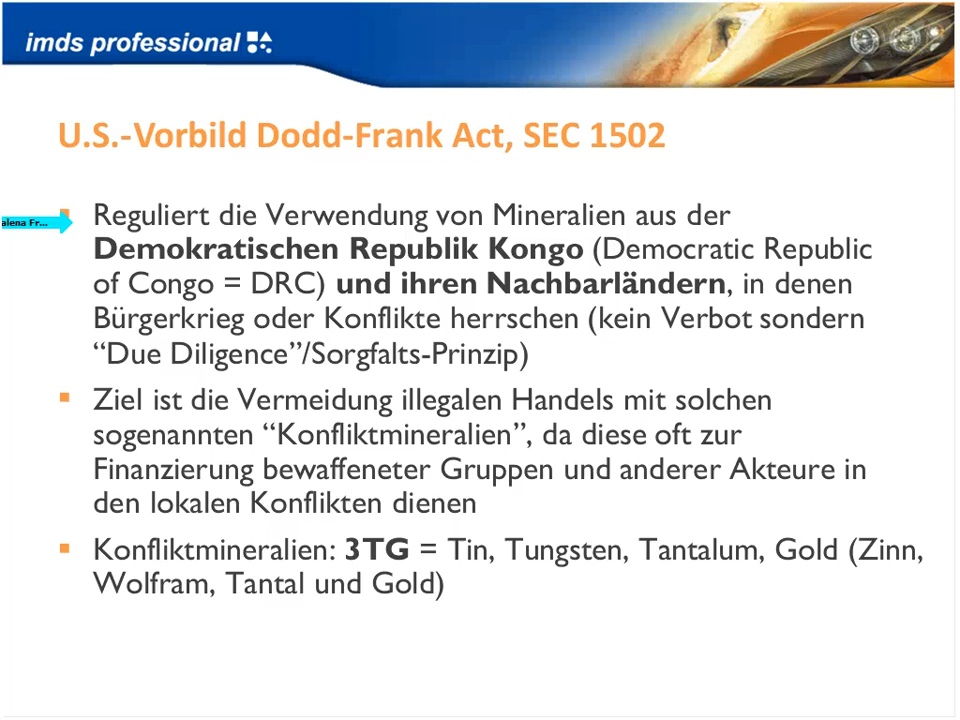 imds professional
U.S.-Vorbild Dodd-Frank Act, SEC 1502
alena Fr...
Reguliert die Verwendung von Mineralien aus der
Demokratischen Republik Kongo (Democratic Republic
of Congo = DRC) und ihren Nachbarländern, in denen
Bürgerkrieg oder Konflikte herrschen (kein Verbot sondern
“Due Diligence”/Sorgfalts-Prinzip)
Ziel ist die Vermeidung illegalen Handels mit solchen
sogenannten “Konfliktmineralien”, da diese oft zur
Finanzierung bewaffeneter Gruppen und anderer Akteure in
den lokalen Konflikten dienen
Konfliktmineralien: 3TG = Tin, Tungsten, Tantalum, Gold (Zinn,
Wolfram, Tantal und Gold)